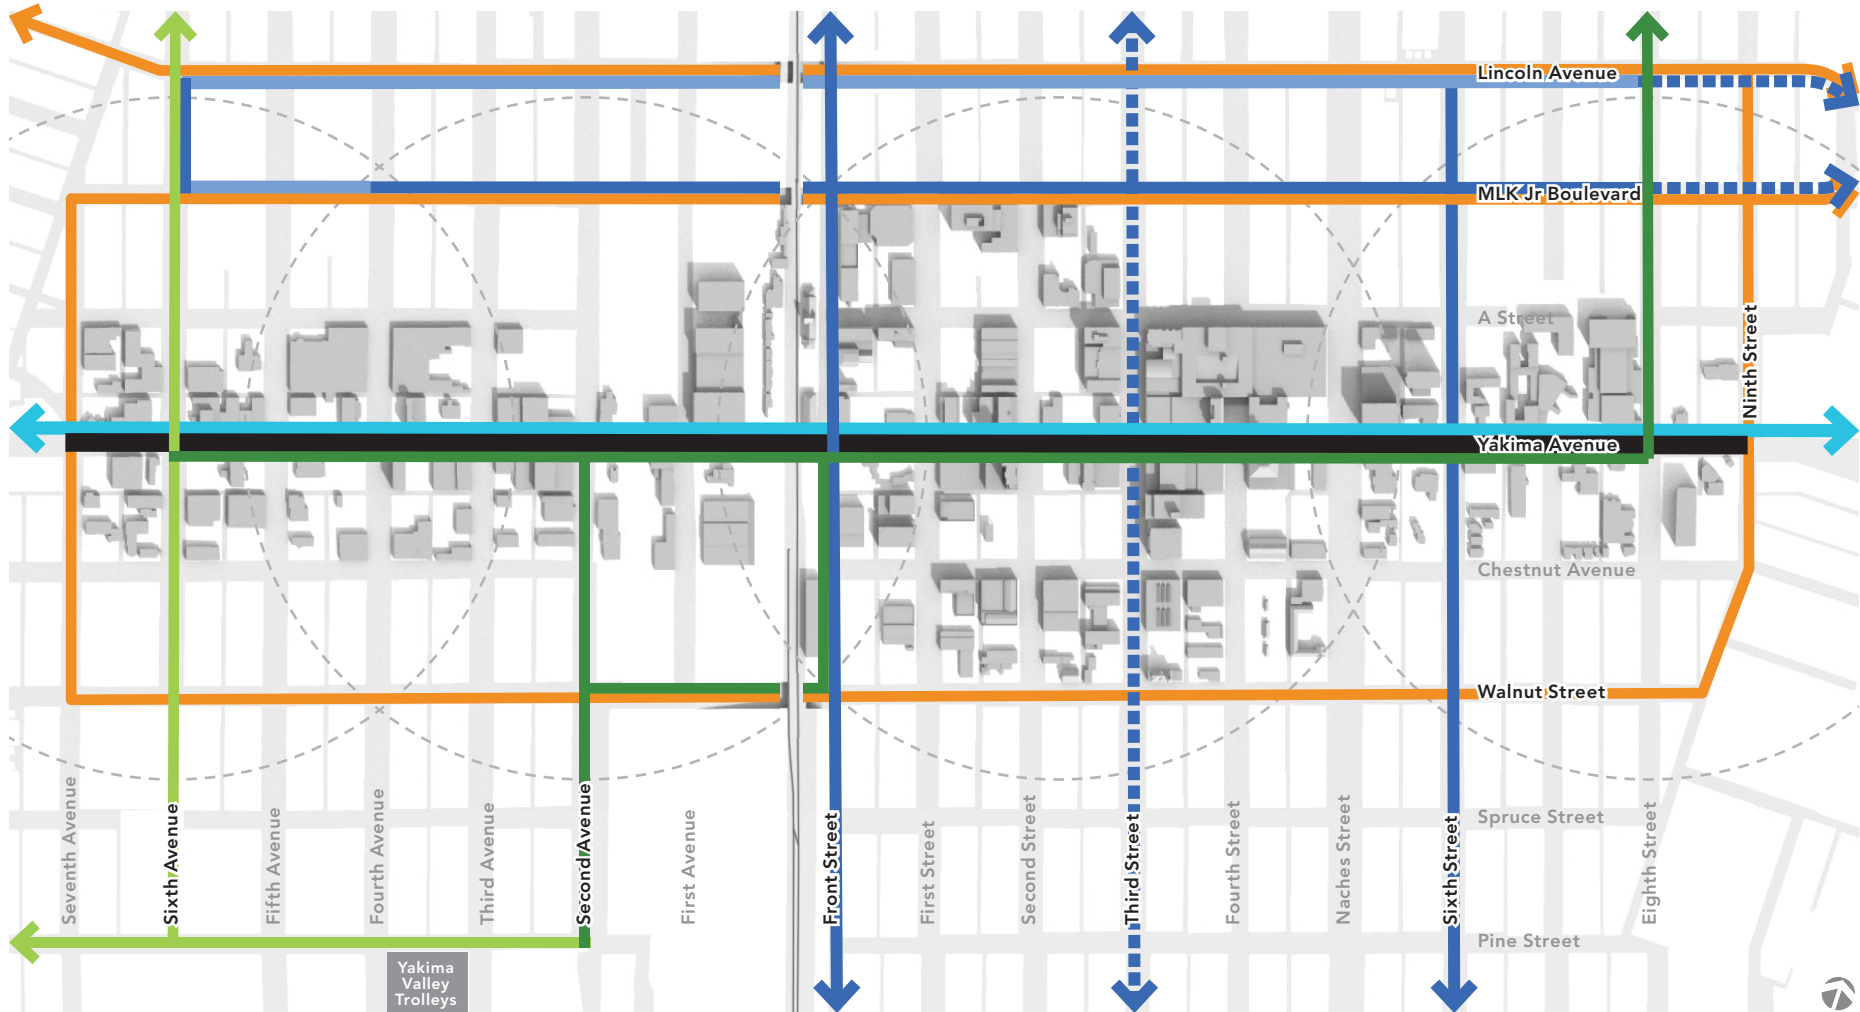 Lincoln Avenue
MLK Jr Boulevard
A Street
Ninth Street
Yakima Avenue
Chestnut Avenue
Walnut Street
Spruce Street
Seventh Avenue
Sixth Avenue
Fifth Avenue
Fourth Avenue
Third Avenue
Second Avenue
First Avenue
Front Street
First Street
Second Street
Third Street
Fourth Street
Naches Street
Sixth Street
Eighth Street
Pine Street
Yakima
Valley
Trolleys